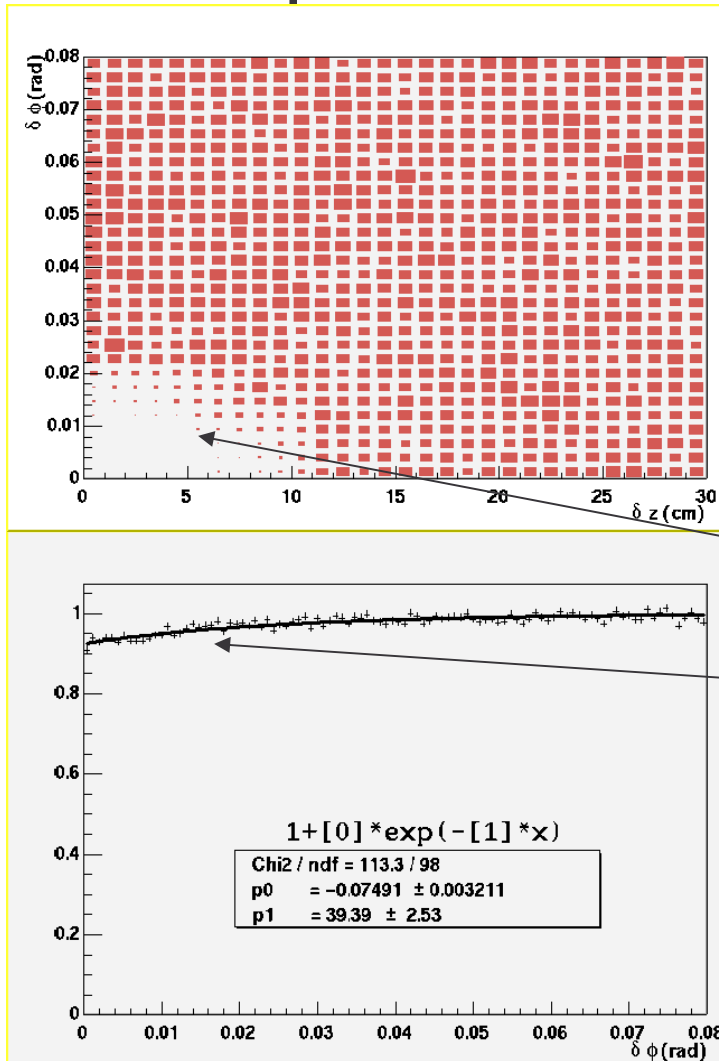 0.08
δ ϕ(rad)
0.07
0.06
0.05
0.04
0.03
0.02
0.01
0
0 5 10 15 20 25 30
δ z (cm)
1
0.8
0.6
0.4
0.2
0
1+[0]*exp(-[1]*x)
Chi2 / ndf = 113.3 / 98
p0 = -0.07491 ± 0.003211
p1 = 39.39 ± 2.53
0 0.01 0.02 0.03 0.04 0.05 0.06 0.07 0.08
δ ϕ(rad)